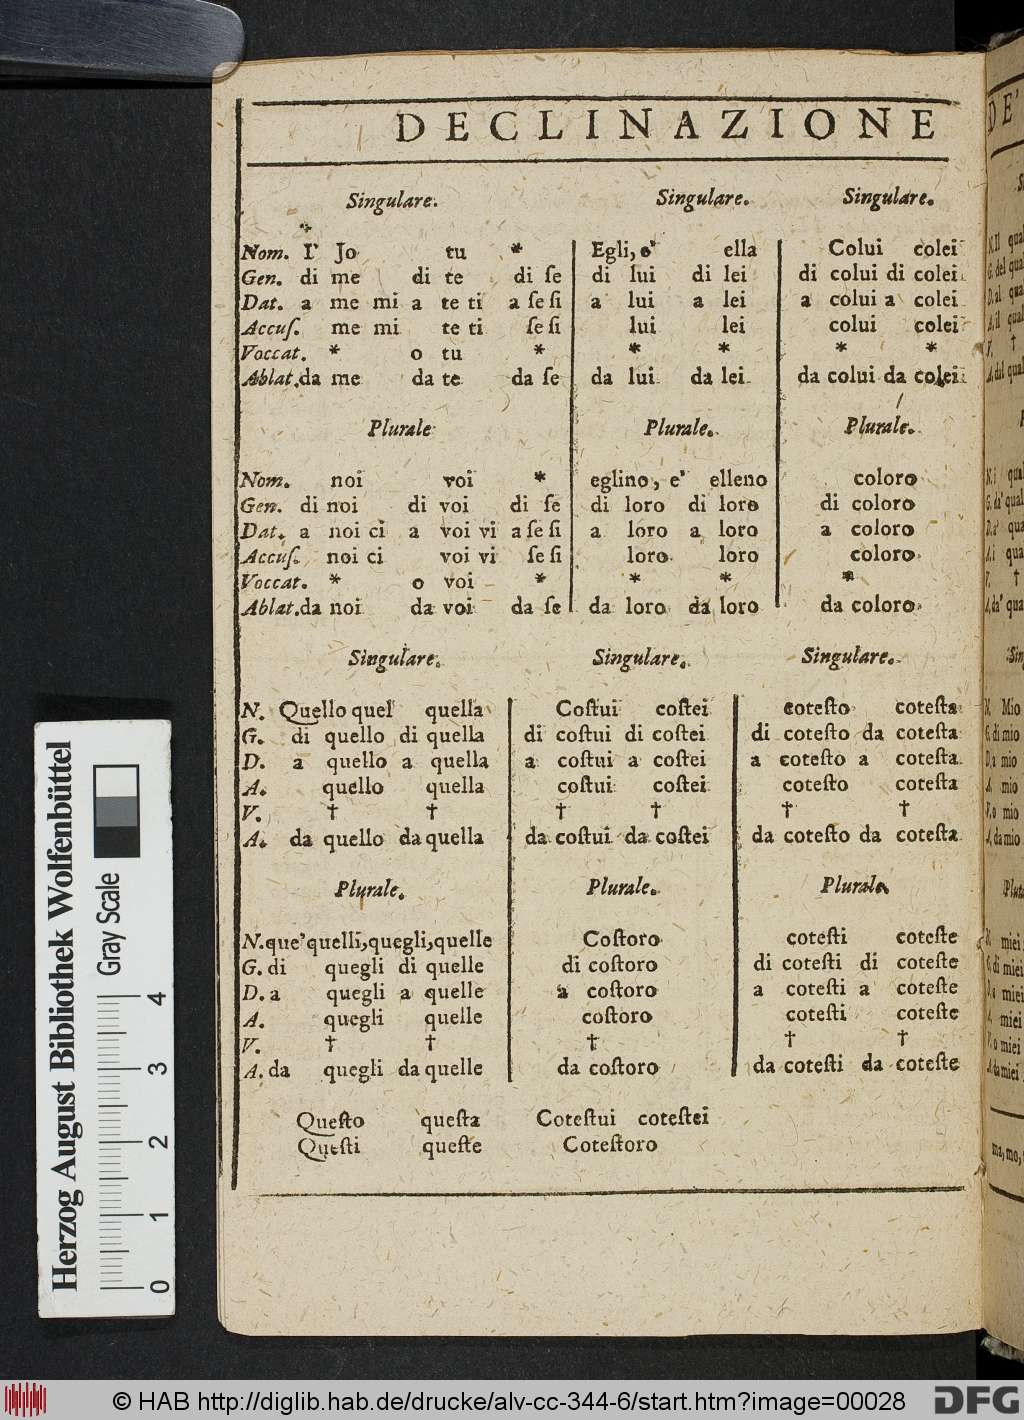 DECLINAZIONE
Singulare. Singulare. Singulare.
Nom. I' Jo tu * Egli, e' ella Colui colei
Gen. di me di te di ſe di lui di lei di colui di colei
Dat. a me mi a te ti a ſe ſi a lui a lei a colui a colei
Accuſ. me mi te ti ſe ſi lui lei colui colei
Voccat. * o tu * * * * *
Ablat. da me da te da ſe da lui da lei da colui da colei
Plurale Plurale. Plurale.
Nom. noi voi * eglino, e' elleno coloro
Gen. di noi di voi di ſe di loro di loro di coloro
Dat. a noi ci a voi vi a ſe ſi a loro a loro a coloro
Accuſ. noi ci voi vi ſe ſi loro loro coloro
Voccat. * o voi * * * *
Ablat. da noi da voi da ſe da loro da loro da coloro
Singulare. Singulare. Singulare.
N. Quello quel quella Coſtui coſtei coteſto coteſta
G. di quello di quella di coſtui di coſtei di coteſto da coteſta
D. a quello a quella a coſtui a coſtei a coteſto a coteſta
A. quello quella coſtui coſtei coteſto coteſta
V. † † † † † †
A. da quello da quella da coſtui da coſtei da coteſto da coteſta
Plurale. Plurale. Plurale
N. que' quelli, quegli, quelle Coſtoro coteſti coteſte
G. di quegli di quelle di coſtoro di coteſti di coteſte
D. a quegli a quelle a coſtoro a coteſti a coteſte
A. quegli quelle coſtoro coteſti coteſte
V. † † † † †
A. da quegli da quelle da coſtoro da coteſti da coteſte
Queſto queſta Coteſtui coteſtei
Queſti queſte Coteſtoro
Herzog August Bibliothek Wolfenbüttel
Gray Scale
0 1 2 3 4
© HAB http://diglib.hab.de/drucke/alv-cc-344-6/start.htm?image=00028
DFG